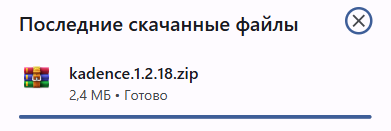 Последние скачанные файлы
kadence.1.2.18.zip
2,4 МБ • Готово